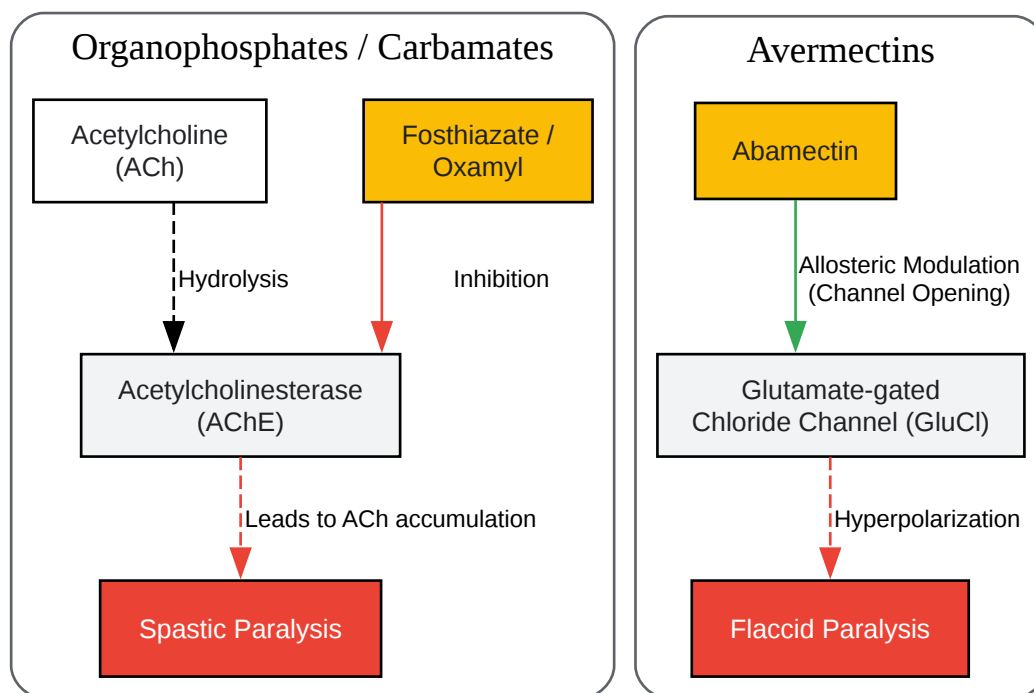 Organophosphates / Carbamates
Acetylcholine
(ACh)
Fosthiazate /
Oxamyl
Hydrolysis
Inhibition
Acetylcholinesterase
(AChE)
Leads to ACh accumulation
Spastic Paralysis
Avermectins
Abamectin
Allosteric Modulation
(Channel Opening)
Glutamate-gated
Chloride Channel (GluCl)
Hyperpolarization
Flaccid Paralysis